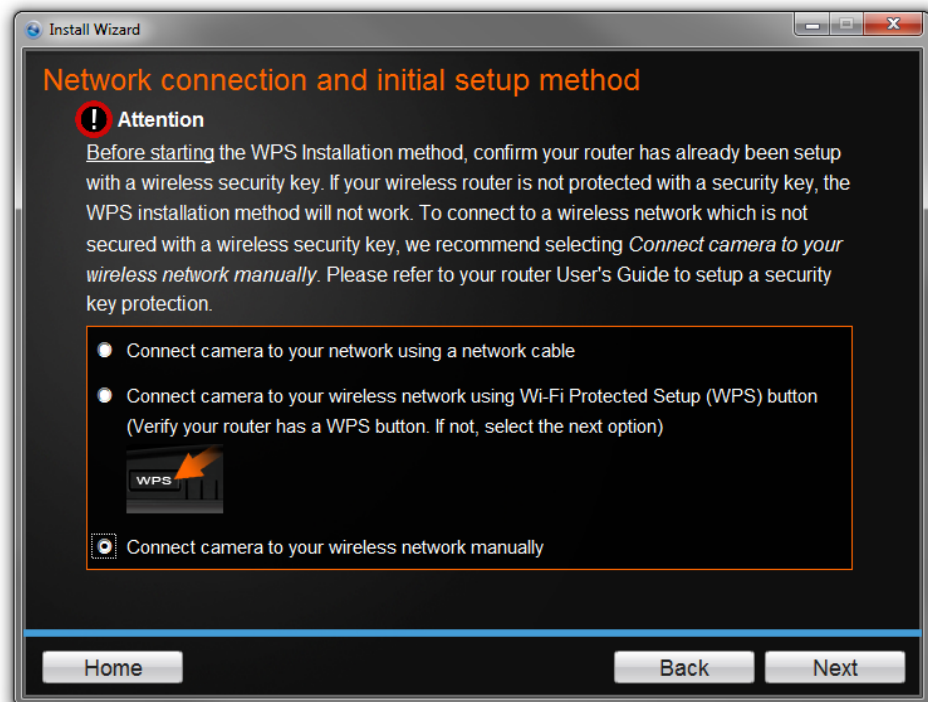 Install Wizard
Network connection and initial setup method
! Attention
Before starting the WPS Installation method, confirm your router has already been setup
with a wireless security key. If your wireless router is not protected with a security key, the
WPS installation method will not work. To connect to a wireless network which is not
secured with a wireless security key, we recommend selecting Connect camera to your
wireless network manually. Please refer to your router User's Guide to setup a security
key protection.
Connect camera to your network using a network cable
Connect camera to your wireless network using Wi-Fi Protected Setup (WPS) button
(Verify your router has a WPS button. If not, select the next option)
WPS
Connect camera to your wireless network manually
Home Back Next